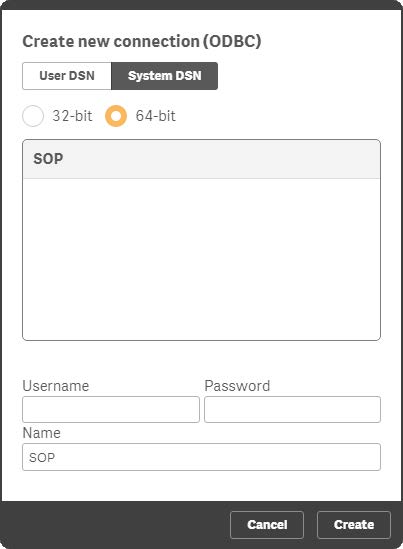 Create new connection (ODBC)
User DSN System DSN
32-bit 64-bit
SOP
Username Password
Name
SOP
Cancel Create